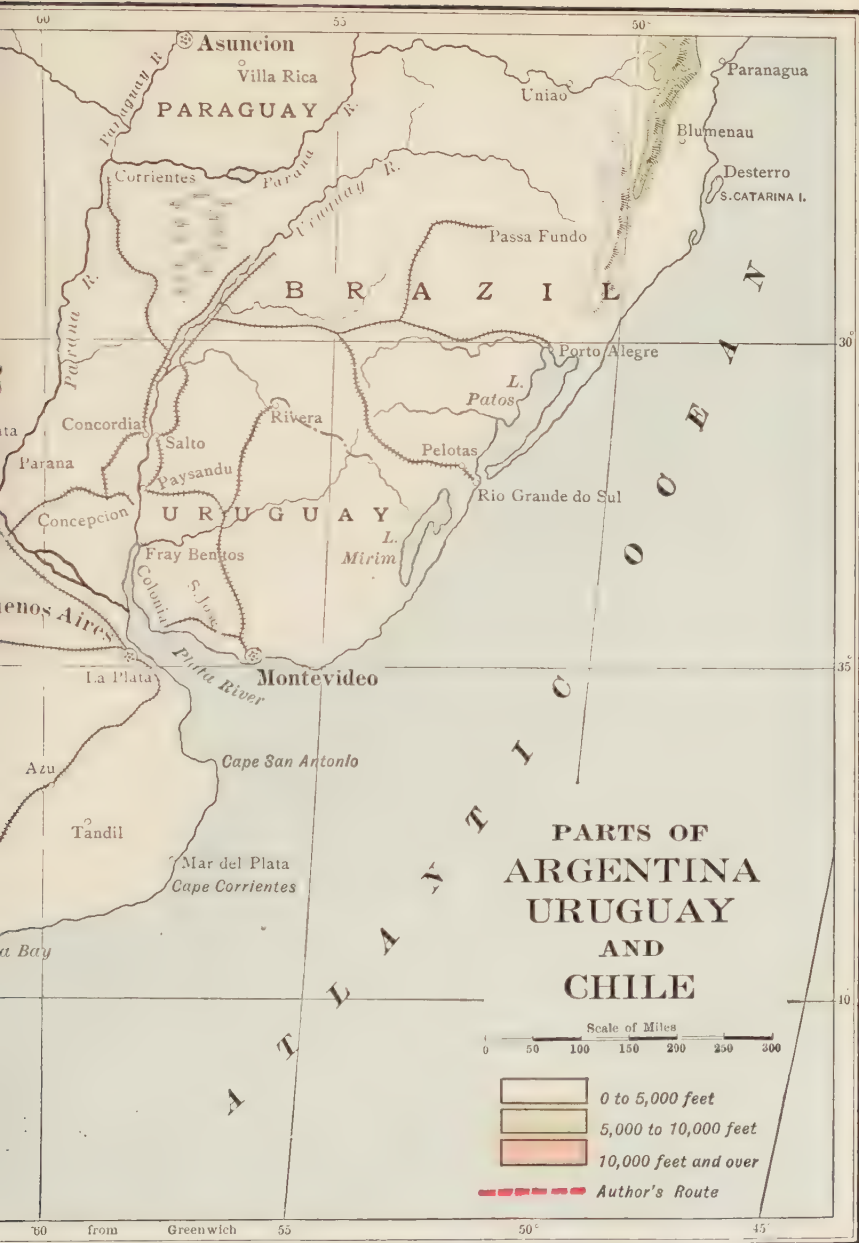 60
55
50°
Asuncion
Villa Rica
PARAGUAY
Paraguay R.
Parana R.
Uniao
Paranagua
Blumenau
Desterro
S. CATARINA I.
Corrientes
Uruguay R.
Passa Fundo
BRAZIL
Parana R.
30°
Porto Alegre
L.
Patos
Concordia
Salto
Rivera
Parana
Paysandu
Pelotas
Rio Grande do Sul
Concepcion
URUGUAY
L.
Mirim
Fray Bentos
Colonia
S. Jose
enos Aires
Plata River
Montevideo
La Plata
35
Cape San Antonio
Azu
Tandil
Mar del Plata
Cape Corrientes
a Bay
ATLANTIC OCEAN
PARTS OF
ARGENTINA
URUGUAY
AND
CHILE
Scale of Miles
0 50 100 150 200 250 300
0 to 5,000 feet
5,000 to 10,000 feet
10,000 feet and over
Author's Route
60 from Greenwich 55 50° 45°